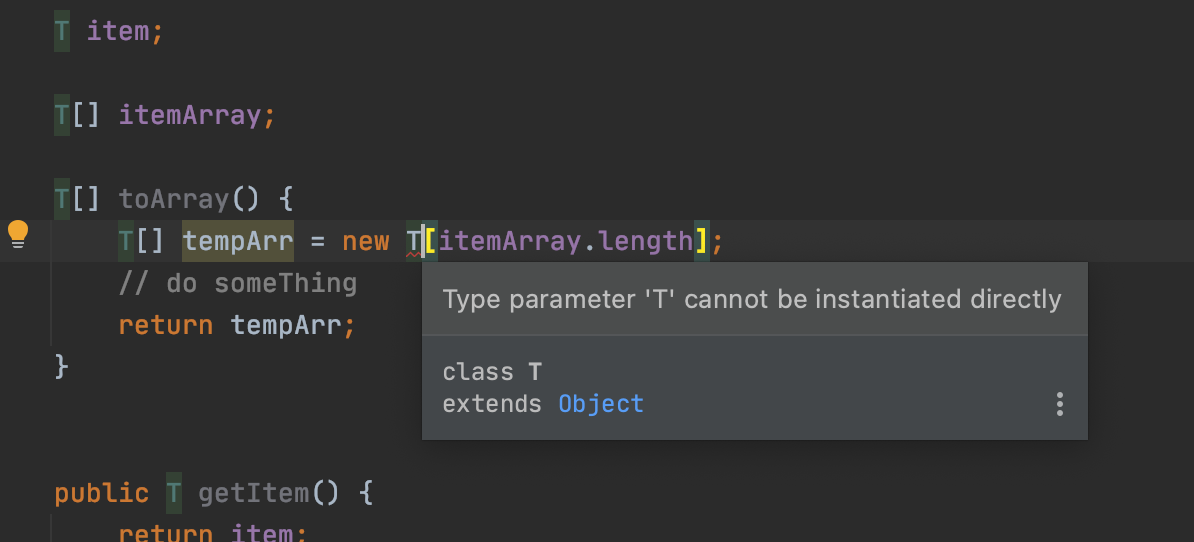 T item;
T[] itemArray;
T[] toArray() {
T[] tempArr = new T[itemArray.length];
// do someThing
return tempArr;
}
Type parameter 'T' cannot be instantiated directly
class T
extends Object
public T getItem() {
return item;